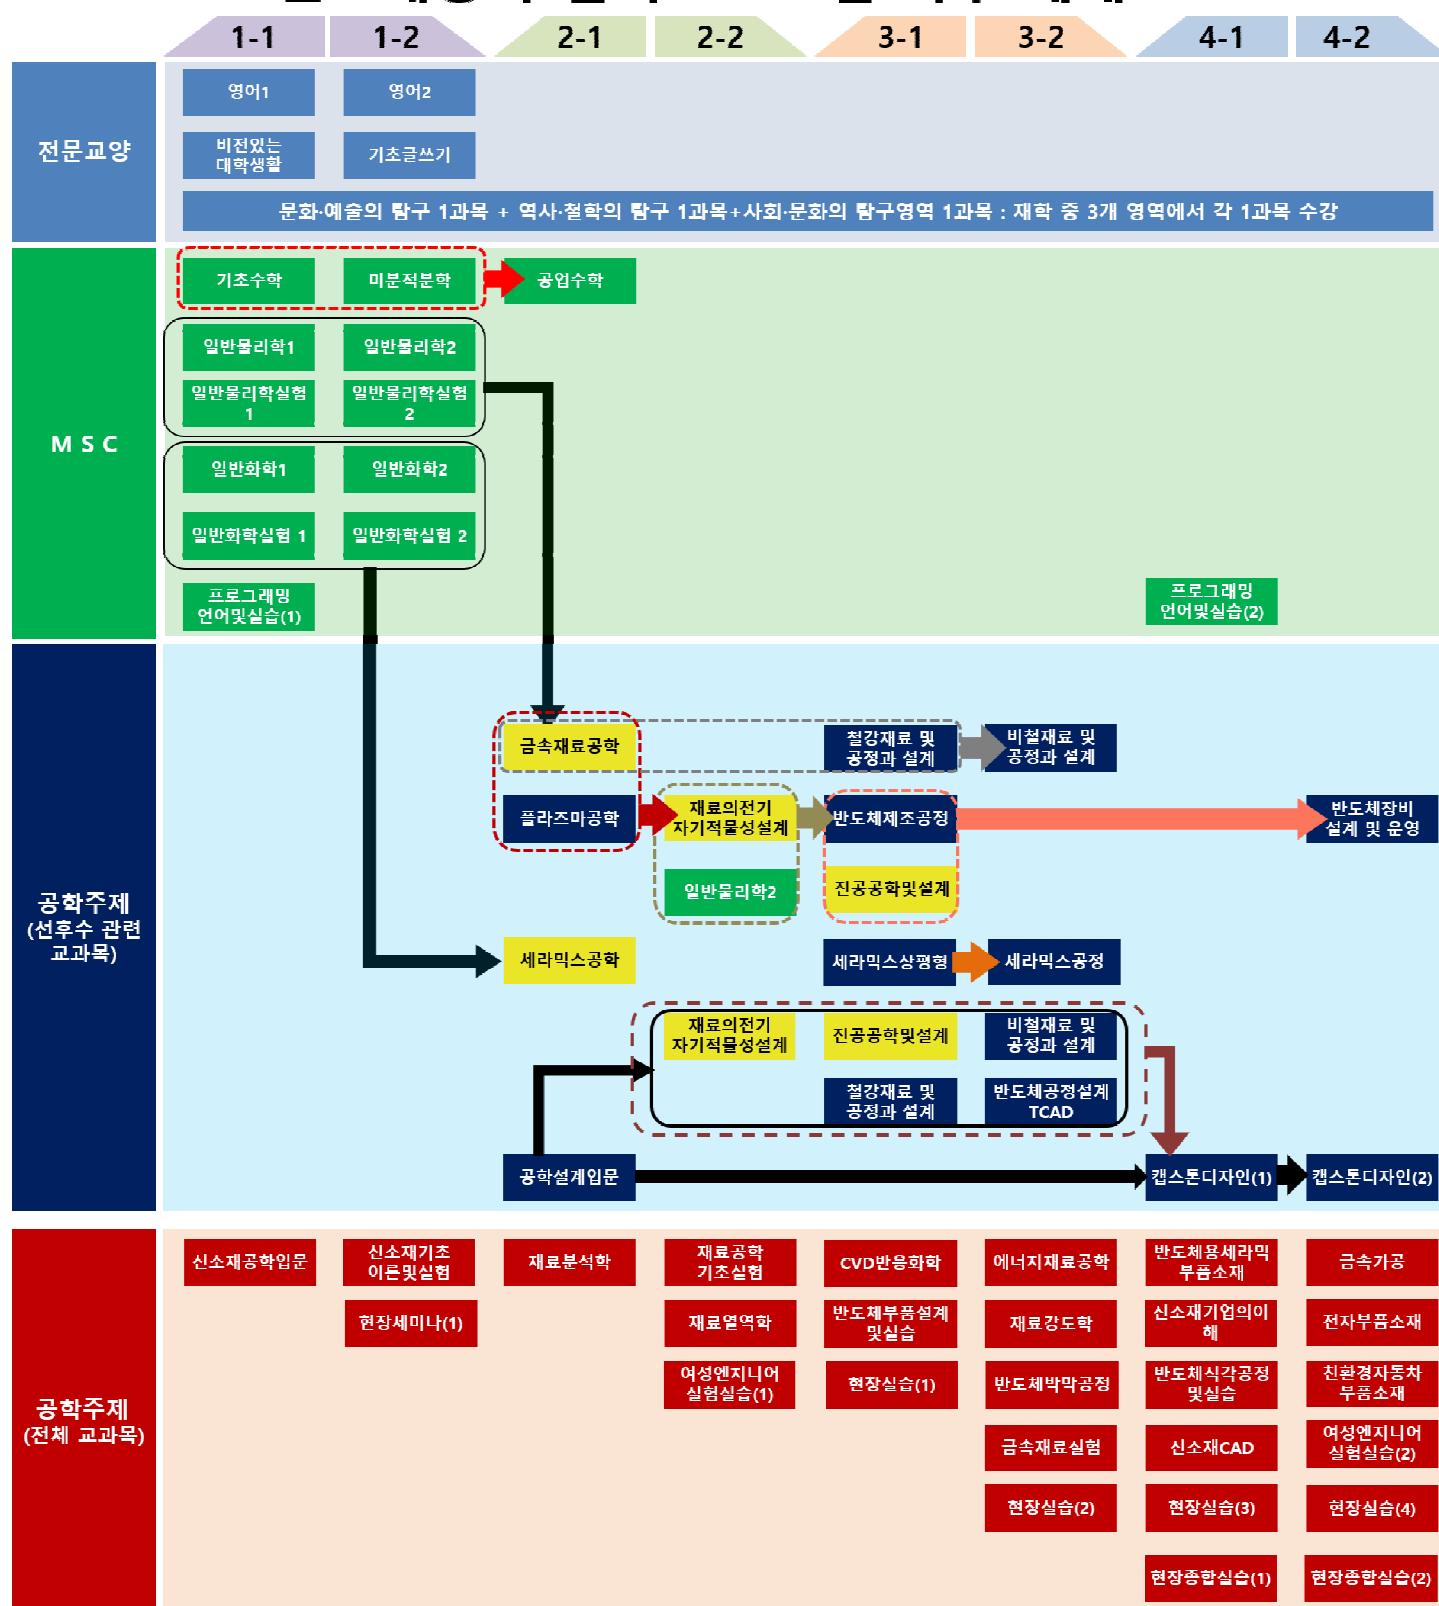 1-1
1-2
2-1
2-2
3-1
3-2
4-1
4-2
전문교양
영어1
영어2
비전있는
대학생활
기초글쓰기
문화·예술의 탐구 1과목 + 역사·철학의 탐구 1과목+사회·문화의 탐구영역 1과목 : 재학 중 3개 영역에서 각 1과목 수강
M S C
기초수학
미분적분학
공업수학
일반물리학1
일반물리학2
일반물리학실험
1
일반물리학실험
2
일반화학1
일반화학2
일반화학실험 1
일반화학실험 2
프로그래밍
언어및실습(1)
프로그래밍
언어및실습(2)
공학주제
(선후수 관련
교과목)
금속재료공학
철강재료 및
공정과 설계
비철재료 및
공정과 설계
플라즈마공학
재료의전기
자기적물성설계
반도체제조공정
반도체장비
설계 및 운영
일반물리학2
진공공학및설계
세라믹스공학
세라믹스상평형
세라믹스공정
재료의전기
자기적물성설계
진공공학및설계
비철재료 및
공정과 설계
철강재료 및
공정과 설계
반도체공정설계
TCAD
공학설계입문
캡스톤디자인(1)
캡스톤디자인(2)
공학주제
(전체 교과목)
신소재공학입문
신소재기초
이론및실험
재료분석학
재료공학
기초실험
CVD반응화학
에너지재료공학
반도체용세라믹
부품소재
금속가공
현장세미나(1)
재료열역학
반도체부품설계
및실습
재료강도학
신소재기업의이
해
전자부품소재
여성엔지니어
실험실습(1)
현장실습(1)
반도체박막공정
반도체식각공정
및실습
친환경자동차
부품소재
금속재료실험
신소재CAD
여성엔지니어
실험실습(2)
현장실습(2)
현장실습(3)
현장실습(4)
현장종합실습(1)
현장종합실습(2)